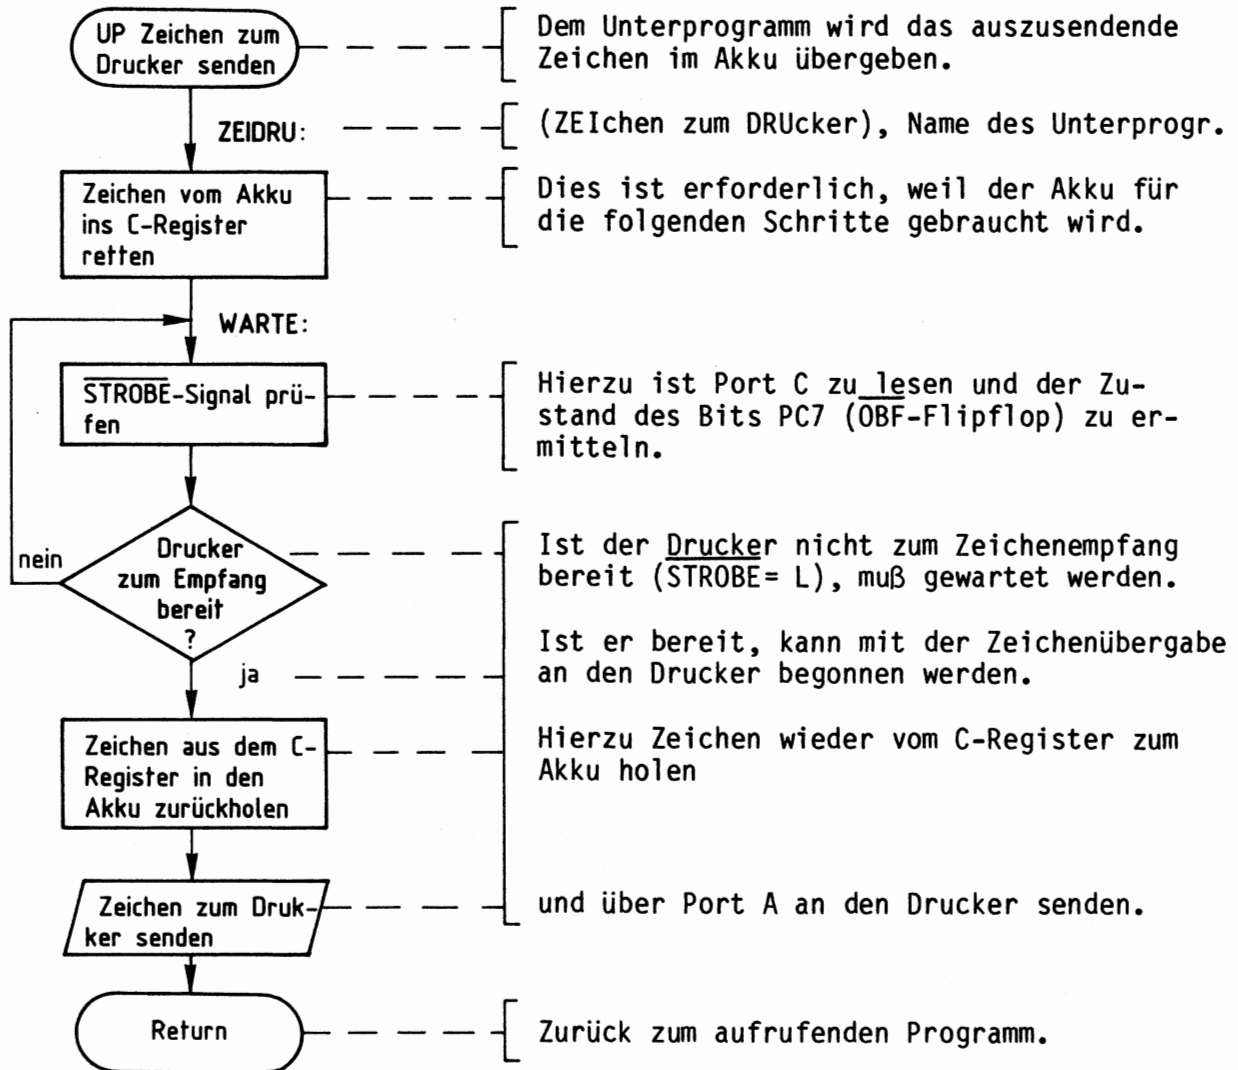 UP Zeichen zum
Drucker senden
Dem Unterprogramm wird das auszusendende
Zeichen im Akku übergeben.
ZEIDRU:
(ZEIchen zum DRUcker), Name des Unterprogr.
Zeichen vom Akku
ins C-Register
retten
Dies ist erforderlich, weil der Akku für
die folgenden Schritte gebraucht wird.
WARTE:
S̅T̅R̅O̅B̅E̅-Signal prü-
fen
Hierzu ist Port C zu lesen und der Zu-
stand des Bits PC7 (O̅B̅F̅-Flipflop) zu er-
mitteln.
nein
Drucker
zum Empfang
bereit
?
Ist der Drucker nicht zum Zeichenempfang
bereit (S̅T̅R̅O̅B̅E̅= L), muß gewartet werden.
ja
Ist er bereit, kann mit der Zeichenübergabe
an den Drucker begonnen werden.
Zeichen aus dem C-
Register in den
Akku zurückholen
Hierzu Zeichen wieder vom C-Register zum
Akku holen
Zeichen zum Druk-
ker senden
und über Port A an den Drucker senden.
Return
Zurück zum aufrufenden Programm.